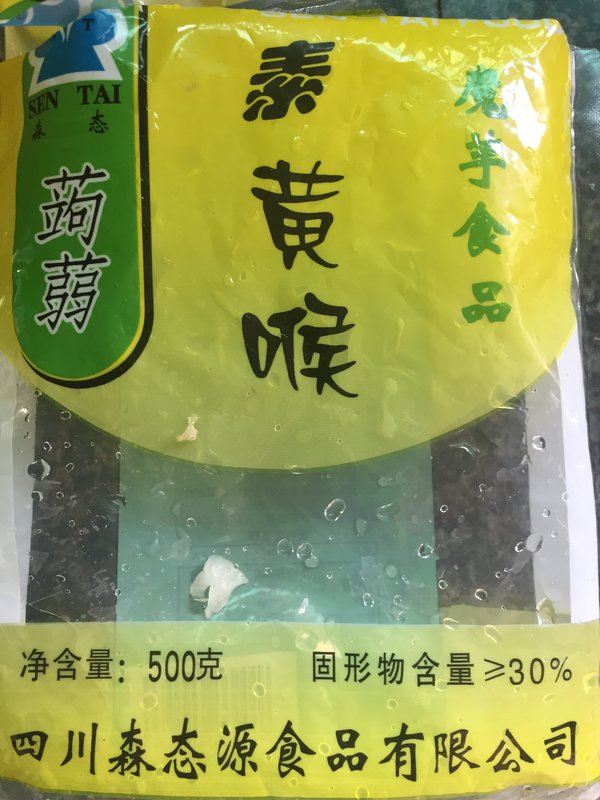 SEN TAI
森态
蒟蒻
素黄喉
魔芋食品
净含量：500克
固形物含量≥30%
四川森态源食品有限公司